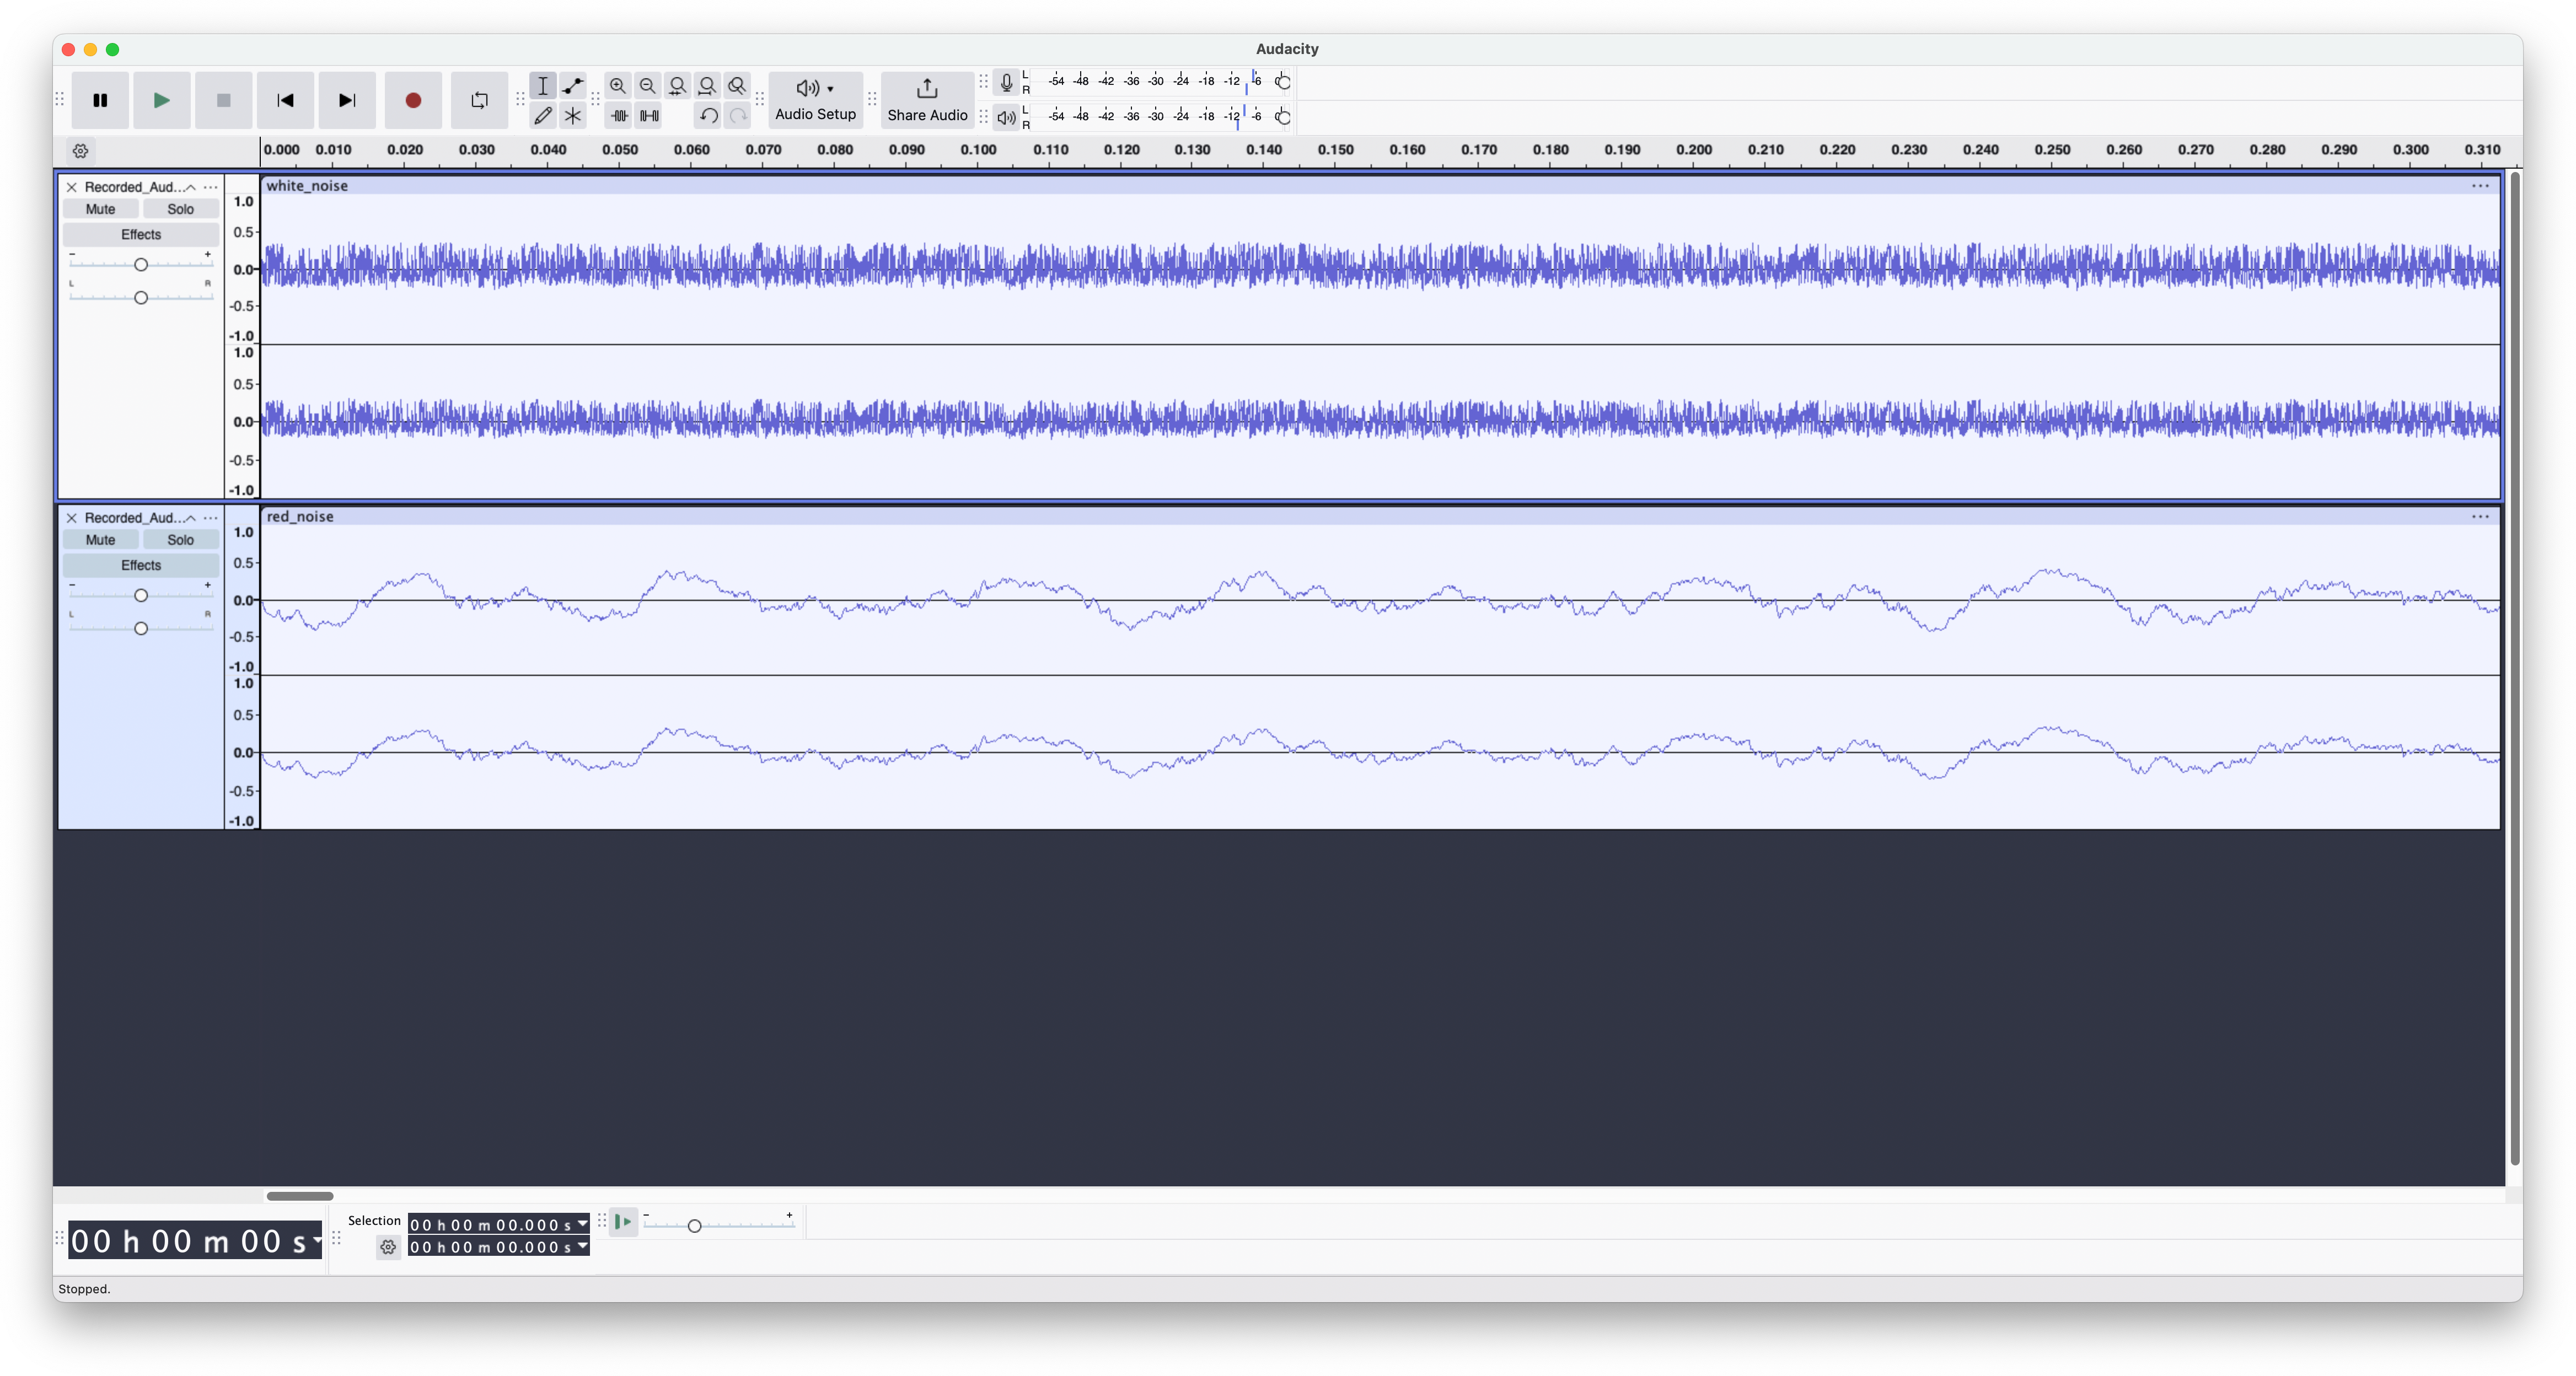 Audacity
Audio Setup
Share Audio
L
R
-54 -48 -42 -36 -30 -24 -18 -12 -6 0
L
R
-54 -48 -42 -36 -30 -24 -18 -12 -6 0
0.000 0.010 0.020 0.030 0.040 0.050 0.060 0.070 0.080 0.090 0.100 0.110 0.120 0.130 0.140 0.150 0.160 0.170 0.180 0.190 0.200 0.210 0.220 0.230 0.240 0.250 0.260 0.270 0.280 0.290 0.300 0.310
Recorded_Aud...
white_noise
Mute Solo
Effects
- +
L R
1.0
0.5
0.0
-0.5
-1.0
1.0
0.5
0.0
-0.5
-1.0
Recorded_Aud...
red_noise
Mute Solo
Effects
- +
L R
1.0
0.5
0.0
-0.5
-1.0
1.0
0.5
0.0
-0.5
-1.0
00 h 00 m 00 s
Selection
00 h 00 m 00.000 s
00 h 00 m 00.000 s
- +
Stopped.